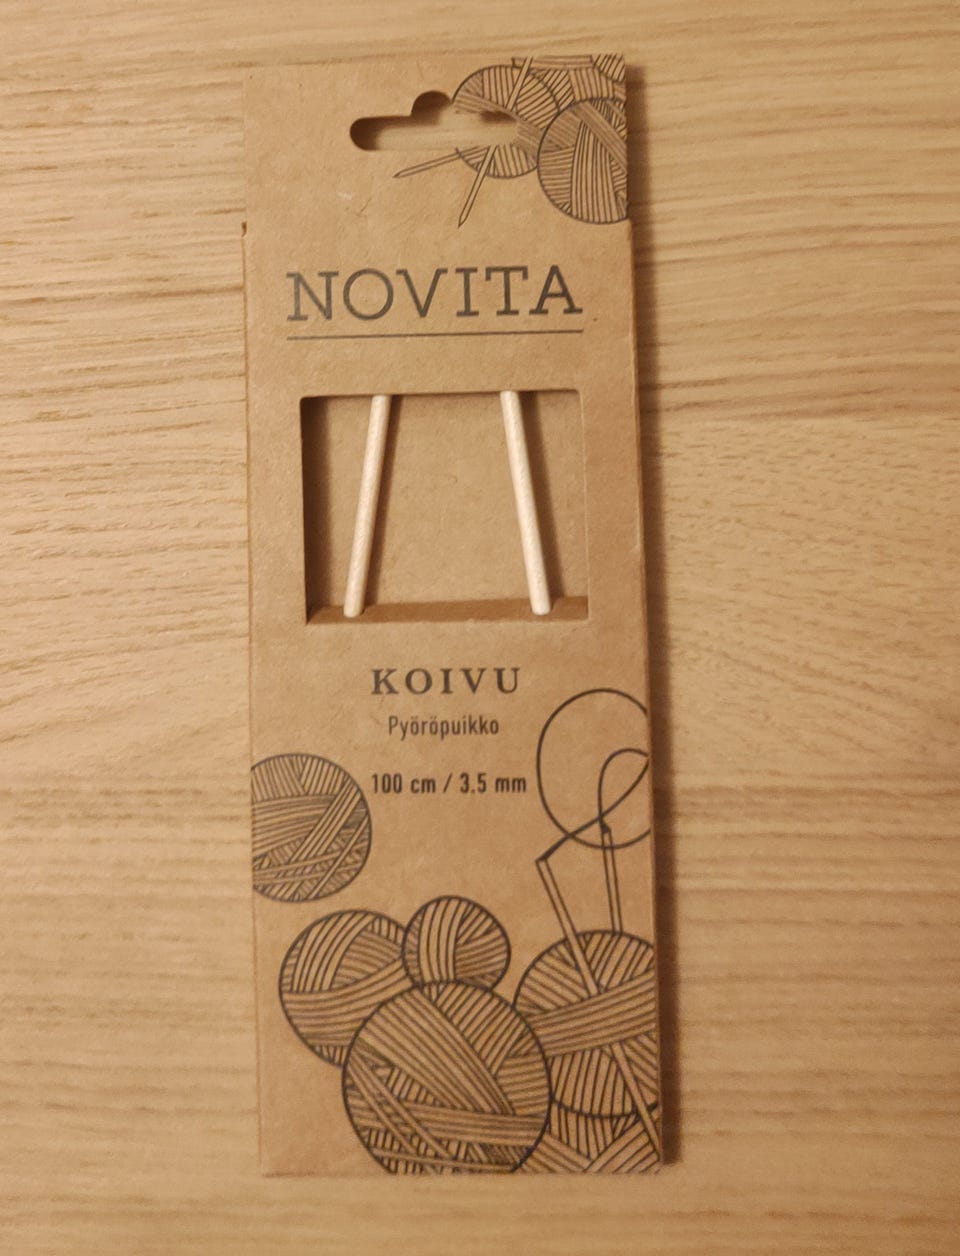 NOVITA
KOIVU
Pyöröpuikko
100 cm / 3.5 mm